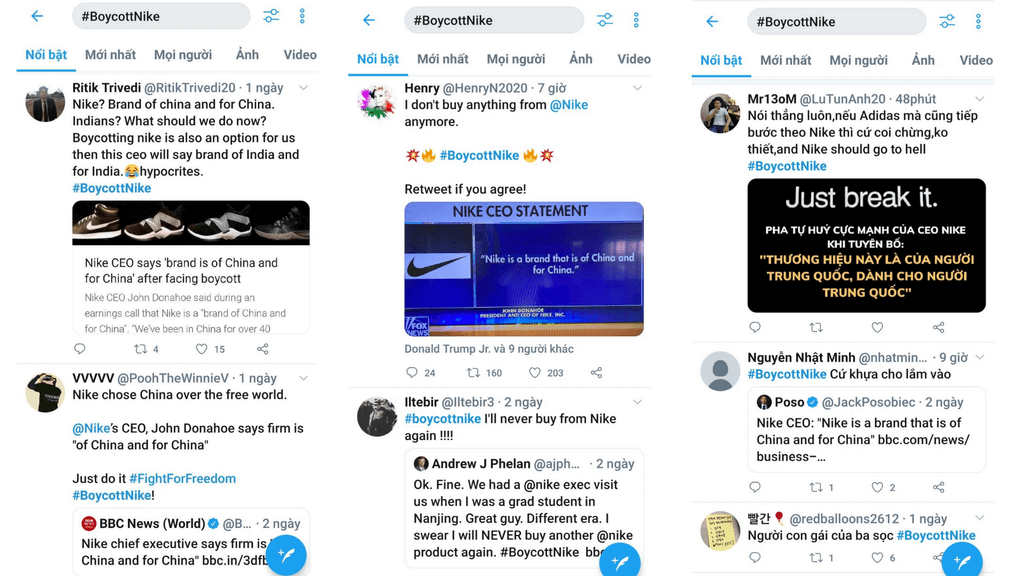 #BoycottNike
Nổi bật Mới nhất Mọi người Ảnh Video
Ritik Trivedi @RitikTrivedi20 · 1 ngày
Nike? Brand of china and for China.
Indians? What should we do now?
Boycotting nike is also an option for us
then this ceo will say brand of India and
for India.😂hypocrites.
#BoycottNike
Nike CEO says 'brand is of China and
for China' after facing boycott
Nike CEO John Donahoe said during an
earnings call that Nike is a "brand of China and
for China". "We've been in China for over 40
4 15
VVVVV @PoohTheWinnieV · 1 ngày
Nike chose China over the free world.
@Nike's CEO, John Donahoe says firm is
"of China and for China"
Just do it #FightForFreedom
#BoycottNike!
BBC News (World) @B... · 2 ngày
Nike chief executive says firm is
China and for China" bbc.in/3df
#BoycottNike
Nổi bật Mới nhất Mọi người Ảnh Video
Henry @HenryN2020 · 7 giờ
I don't buy anything from @Nike
anymore.
💥🔥 #BoycottNike 🔥💥
Retweet if you agree!
NIKE CEO STATEMENT
"Nike is a brand that is of China and
for China."
JOHN DONAHOE
PRESIDENT AND CEO OF NIKE, INC.
FOX
NEWS
Donald Trump Jr. và 9 người khác
24 160 203
Iltebir @Iltebir3 · 2 ngày
#boycottnike I'll never buy from Nike
again !!!!
Andrew J Phelan @ajph... · 2 ngày
Ok. Fine. We had a @nike exec visit
us when I was a grad student in
Nanjing. Great guy. Different era. I
swear I will NEVER buy another @nike
product again. #BoycottNike bb
#BoycottNike
Nổi bật Mới nhất Mọi người Ảnh Video
Mr13oM @LuTunAnh20 · 48phút
Nói thẳng luôn,nếu Adidas mà cũng tiếp
bước theo Nike thì cứ coi chừng,ko
thiết,and Nike should go to hell
#BoycottNike
Just break it.
PHA TỰ HUỶ CỰC MẠNH CỦA CEO NIKE
KHI TUYÊN BỐ:
"THƯƠNG HIỆU NÀY LÀ CỦA NGƯỜI
TRUNG QUỐC, DÀNH CHO NGƯỜI
TRUNG QUỐC"
Nguyễn Nhật Minh @nhatmin... · 9 giờ
#BoycottNike Cứ khựa cho lắm vào
Poso @JackPosobiec · 2 ngày
Nike CEO: "Nike is a brand that is of
China and for China" bbc.com/news/
business–...
1 2
빨간🎈 @redballoons2612 · 1 ngày
Người con gái của ba sọc #BoycottNike
1 6